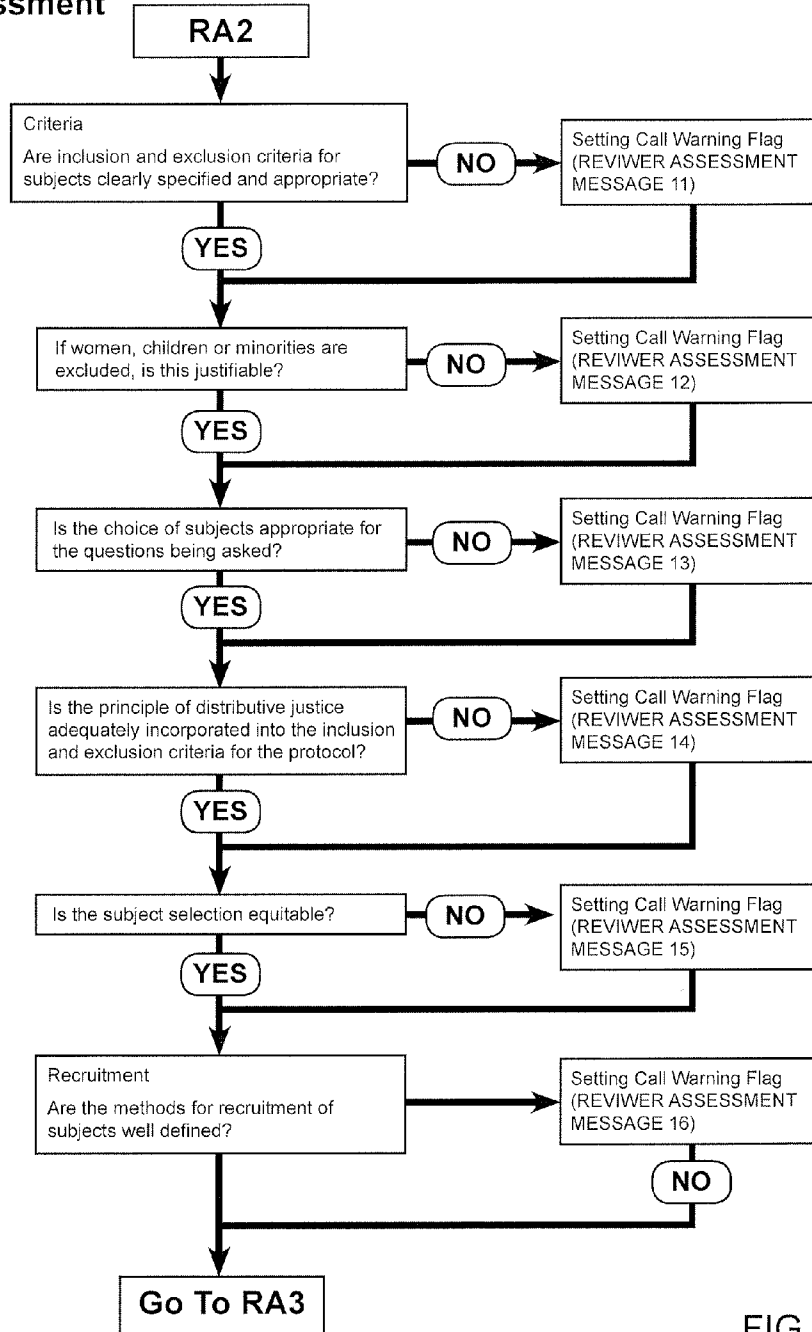 ssment
RA2
Criteria
Are inclusion and exclusion criteria for
subjects clearly specified and appropriate?
NO
Setting Call Warning Flag
(REVIWER ASSESSMENT
MESSAGE 11)
YES
If women, children or minorities are
excluded, is this justifiable?
NO
Setting Call Warning Flag
(REVIWER ASSESSMENT
MESSAGE 12)
YES
Is the choice of subjects appropriate for
the questions being asked?
NO
Setting Call Warning Flag
(REVIWER ASSESSMENT
MESSAGE 13)
YES
Is the principle of distributive justice
adequately incorporated into the inclusion
and exclusion criteria for the protocol?
NO
Setting Call Warning Flag
(REVIWER ASSESSMENT
MESSAGE 14)
YES
Is the subject selection equitable?
NO
Setting Call Warning Flag
(REVIWER ASSESSMENT
MESSAGE 15)
YES
Recruitment
Are the methods for recruitment of
subjects well defined?
Setting Call Warning Flag
(REVIWER ASSESSMENT
MESSAGE 16)
NO
Go To RA3
FIG